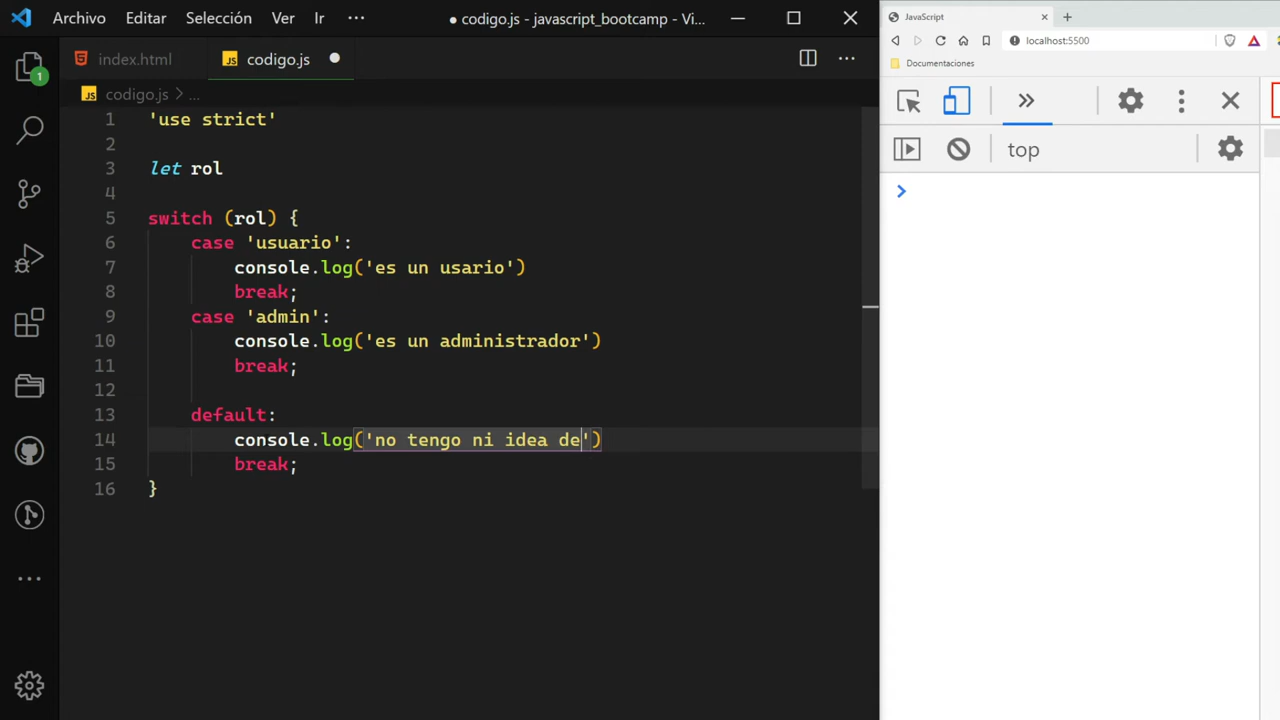 Archivo Editar Selección Ver Ir ··· ● codigo.js - javascript_bootcamp - Vi...
index.html codigo.js ●
codigo.js > ...
1 'use strict'
2
3 let rol
4
5 switch (rol) {
6 case 'usuario':
7 console.log('es un usario')
8 break;
9 case 'admin':
10 console.log('es un administrador')
11 break;
12
13 default:
14 console.log('no tengo ni idea de')
15 break;
16 }
1
JavaScript
localhost:5500
Documentaciones
top